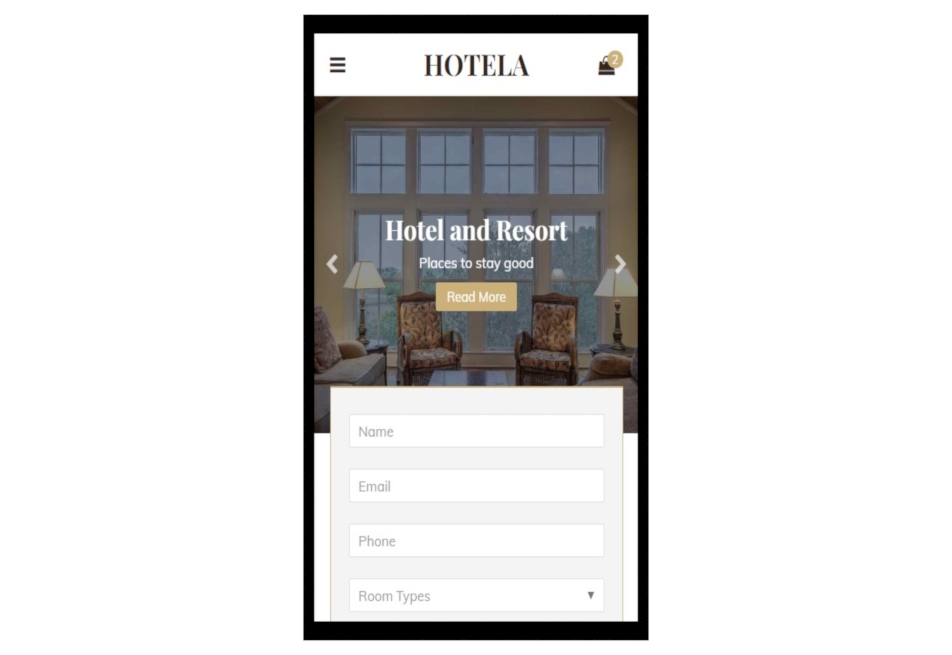 HOTELA
2
Hotel and Resort
Places to stay good
Read More
Name
Email
Phone
Room Types